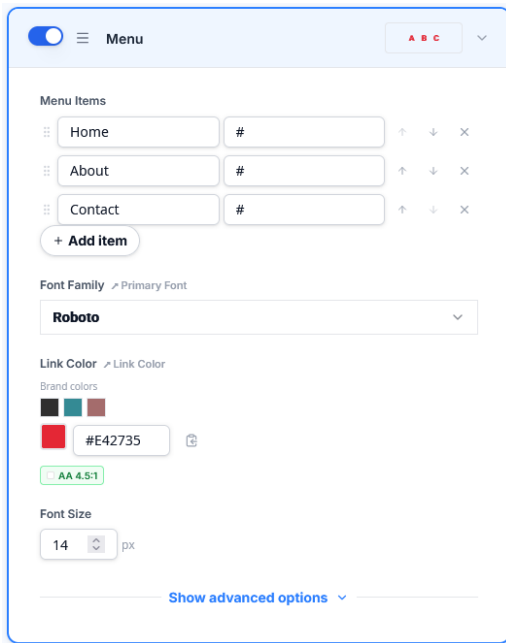 Menu
A B C
Menu Items
Home #
About #
Contact #
+ Add item
Font Family ↗ Primary Font
Roboto
Link Color ↗ Link Color
Brand colors
#E42735
AA 4.5:1
Font Size
14 px
Show advanced options